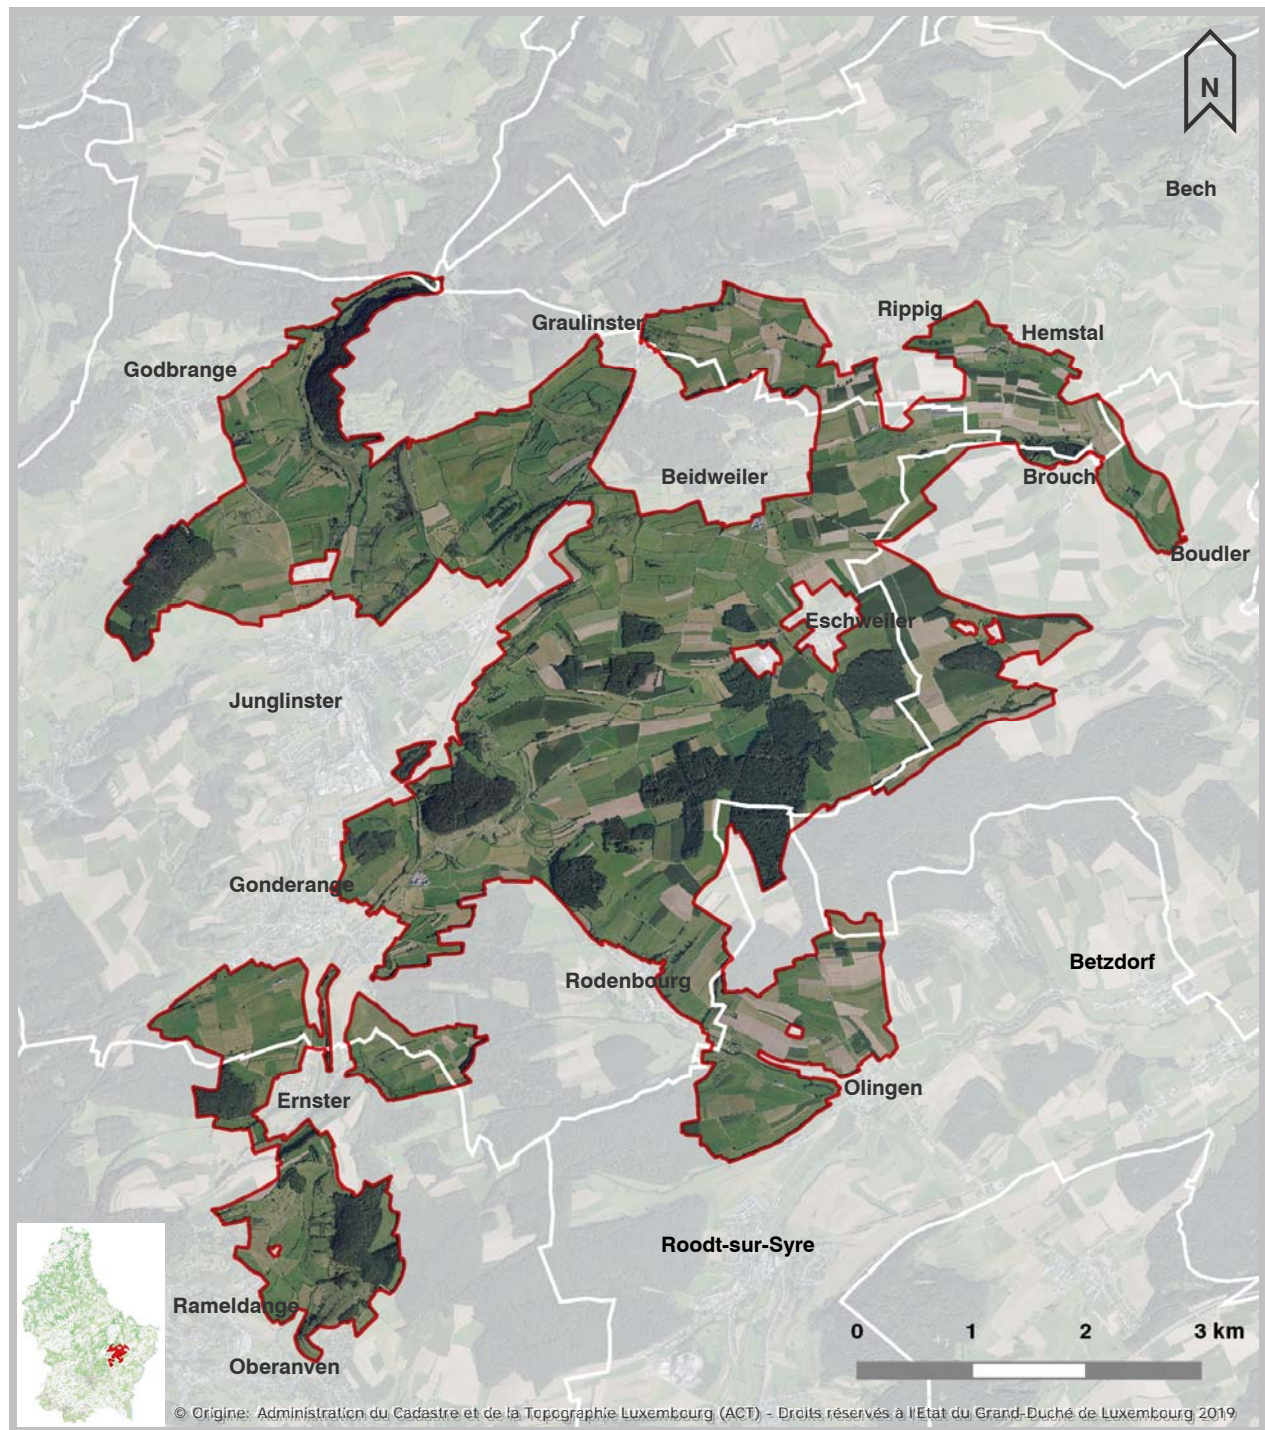 N
Bech
Rippig
Graulinster
Hemstal
Godbrange
Beidweiler
Brouch
Boudler
Eschweiler
Junglinster
Gonderange
Betzdorf
Rodenbourg
Olingen
Ernster
Roodt-sur-Syre
Rameldange
0 1 2 3 km
Oberanven
© Origine: Administration du Cadastre et de la Topographie Luxembourg (ACT) - Droits réservés à l'Etat du Grand-Duché de Luxembourg 2019